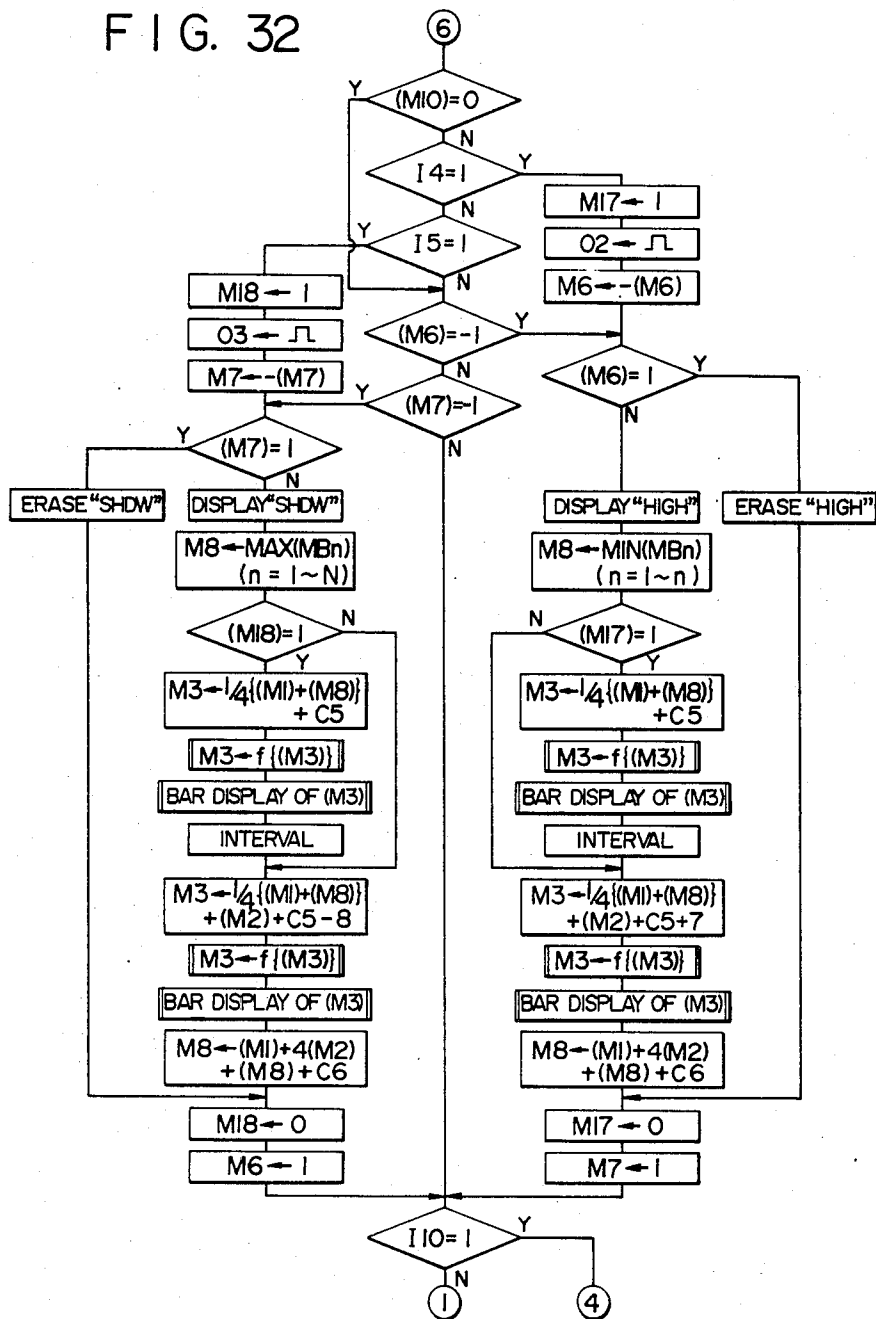 FIG. 32
6
(M10)=0
Y
N
I4=1
Y
N
M17←1
I5=1
Y
N
O2←⎍
M18←1
M6←-(M6)
O3←⎍
(M6)=-1
Y
N
M7←-(M7)
(M6)=1
Y
N
(M7)=-1
Y
N
(M7)=1
Y
N
ERASE "SHDW"
DISPLAY "SHDW"
DISPLAY "HIGH"
ERASE "HIGH"
M8←MAX(MBn)
(n=1~N)
M8←MIN(MBn)
(n=1~n)
(M18)=1
N
Y
(M17)=1
N
Y
M3←1/4{(M1)+(M8)}
+C5
M3←1/4{(M1)+(M8)}
+C5
M3←f{(M3)}
M3←f{(M3)}
BAR DISPLAY OF (M3)
BAR DISPLAY OF (M3)
INTERVAL
INTERVAL
M3←1/4{(M1)+(M8)}
+(M2)+C5-8
M3←1/4{(M1)+(M8)}
+(M2)+C5+7
M3←f{(M3)}
M3←f{(M3)}
BAR DISPLAY OF (M3)
BAR DISPLAY OF (M3)
M8←(M1)+4(M2)
+(M8)+C6
M8←(M1)+4(M2)
+(M8)+C6
M18←0
M17←0
M6←1
M7←1
I10=1
Y
N
1
4